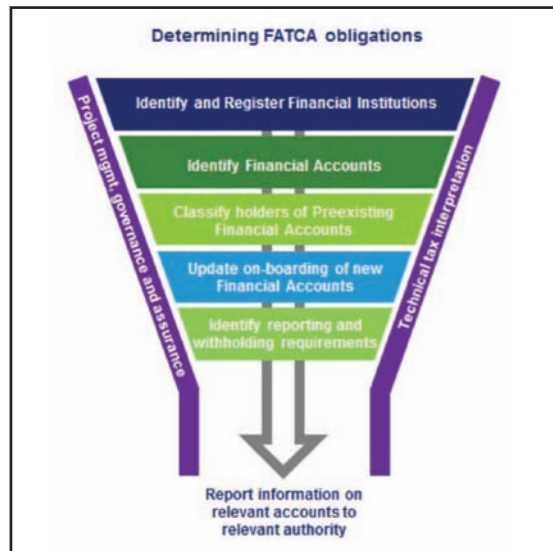 Determining FATCA obligations
Identify and Register Financial Institutions
Identify Financial Accounts
Classify holders of Preexisting
Financial Accounts
Update on-boarding of new
Financial Accounts
Identify reporting and
withholding requirements
Project mgmt, governance and assurance
Technical tax interpretation
Report information on
relevant accounts to
relevant authority